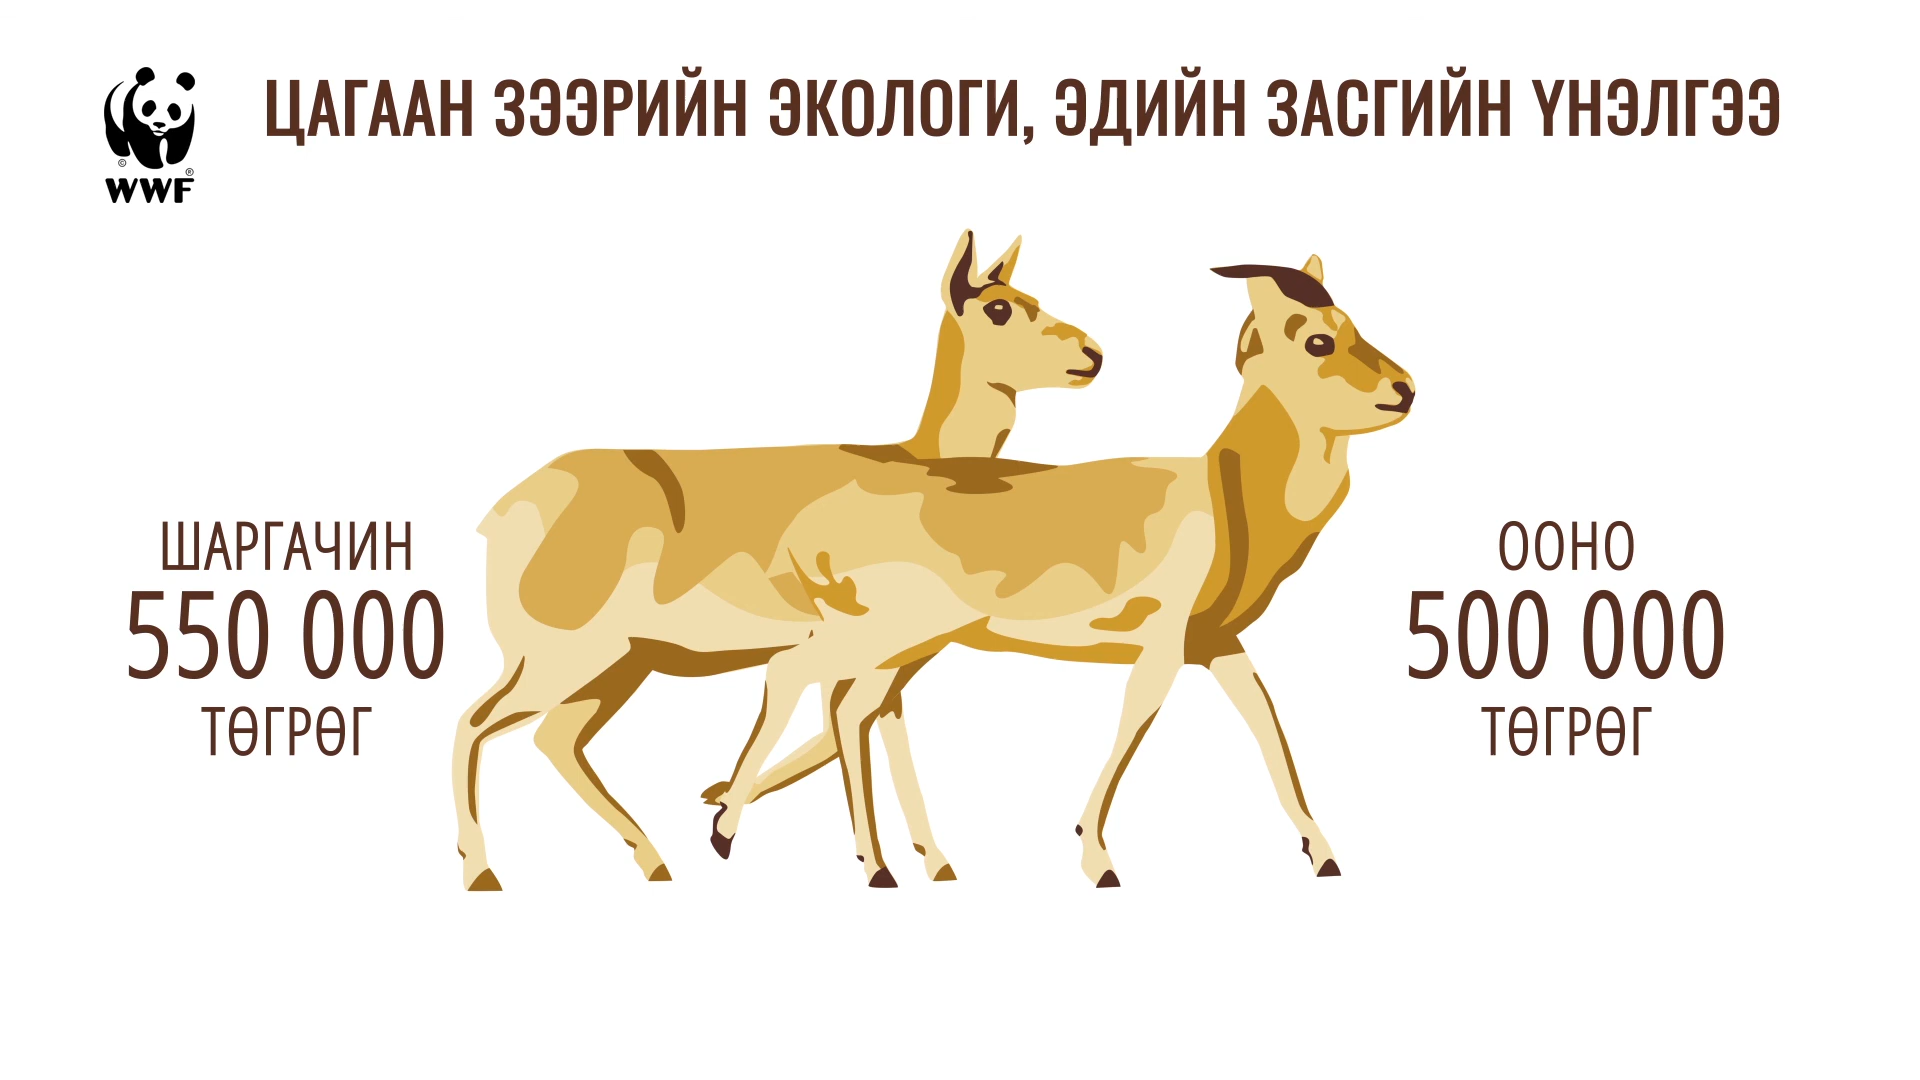 ЦАГААН ЗЭЭРИЙН ЭКОЛОГИ, ЭДИЙН ЗАСГИЙН ҮНЭЛГЭЭ
© ®
WWF
ШАРГАЧИН
550 000
ТӨГРӨГ
ООНО
500 000
ТӨГРӨГ